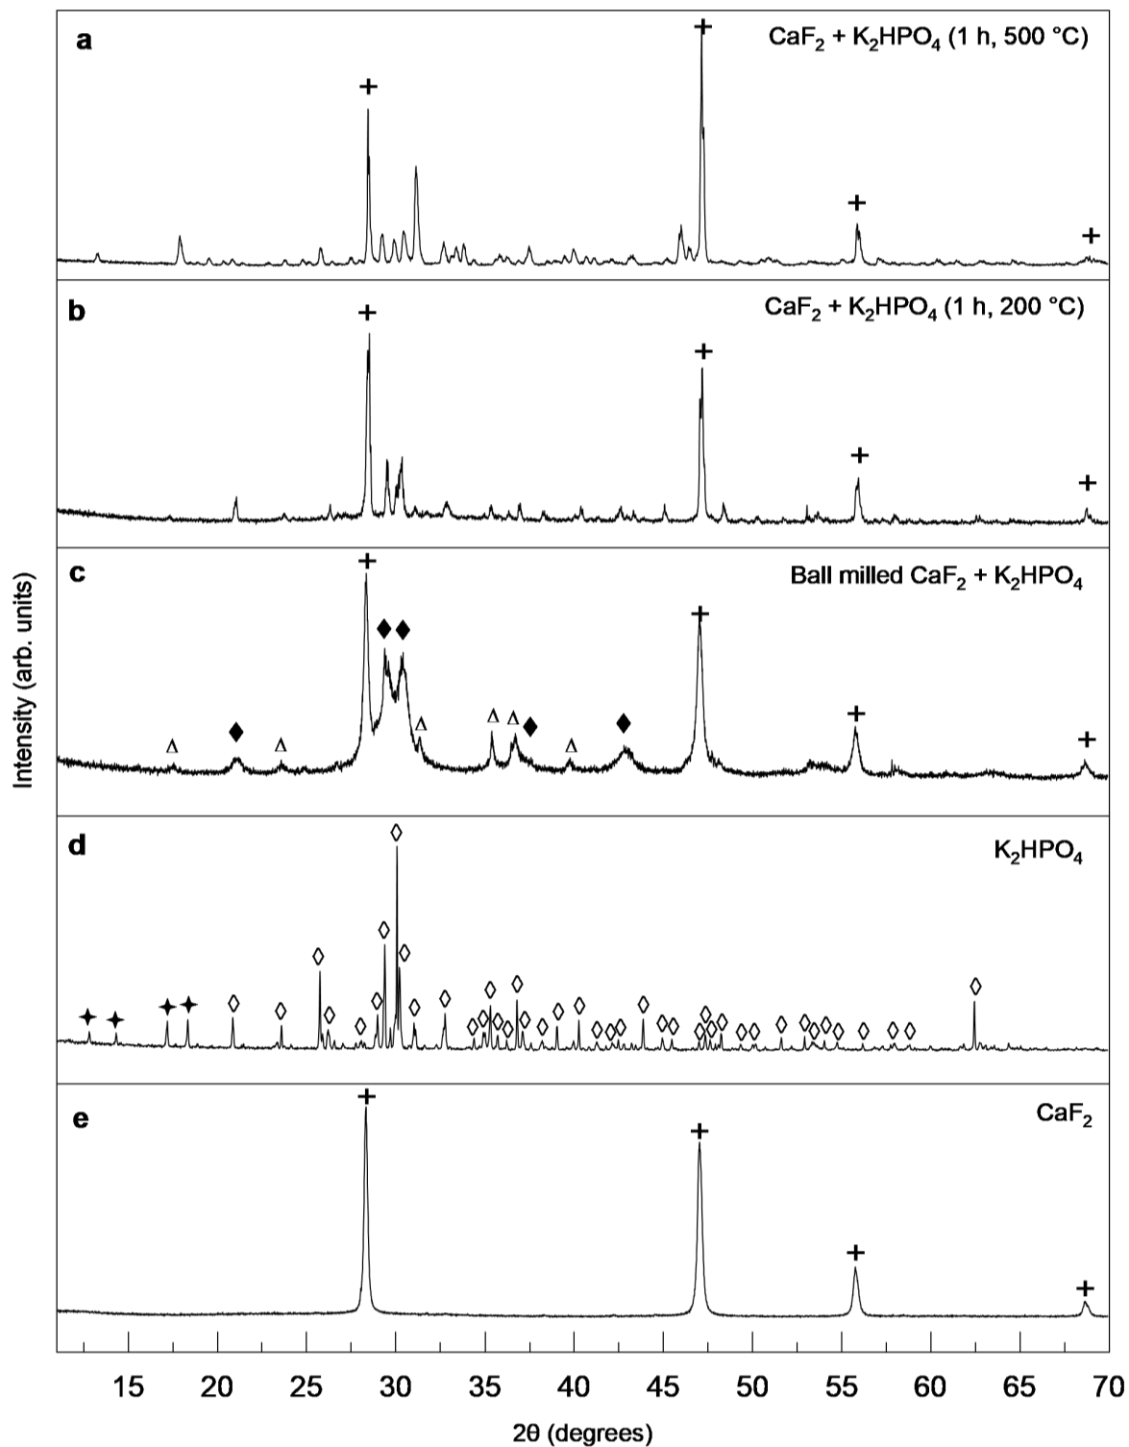 a
CaF₂ + K₂HPO₄ (1 h, 500 °C)
b
CaF₂ + K₂HPO₄ (1 h, 200 °C)
c
Ball milled CaF₂ + K₂HPO₄
d
K₂HPO₄
e
CaF₂
Intensity (arb. units)
15 20 25 30 35 40 45 50 55 60 65 70
2θ (degrees)